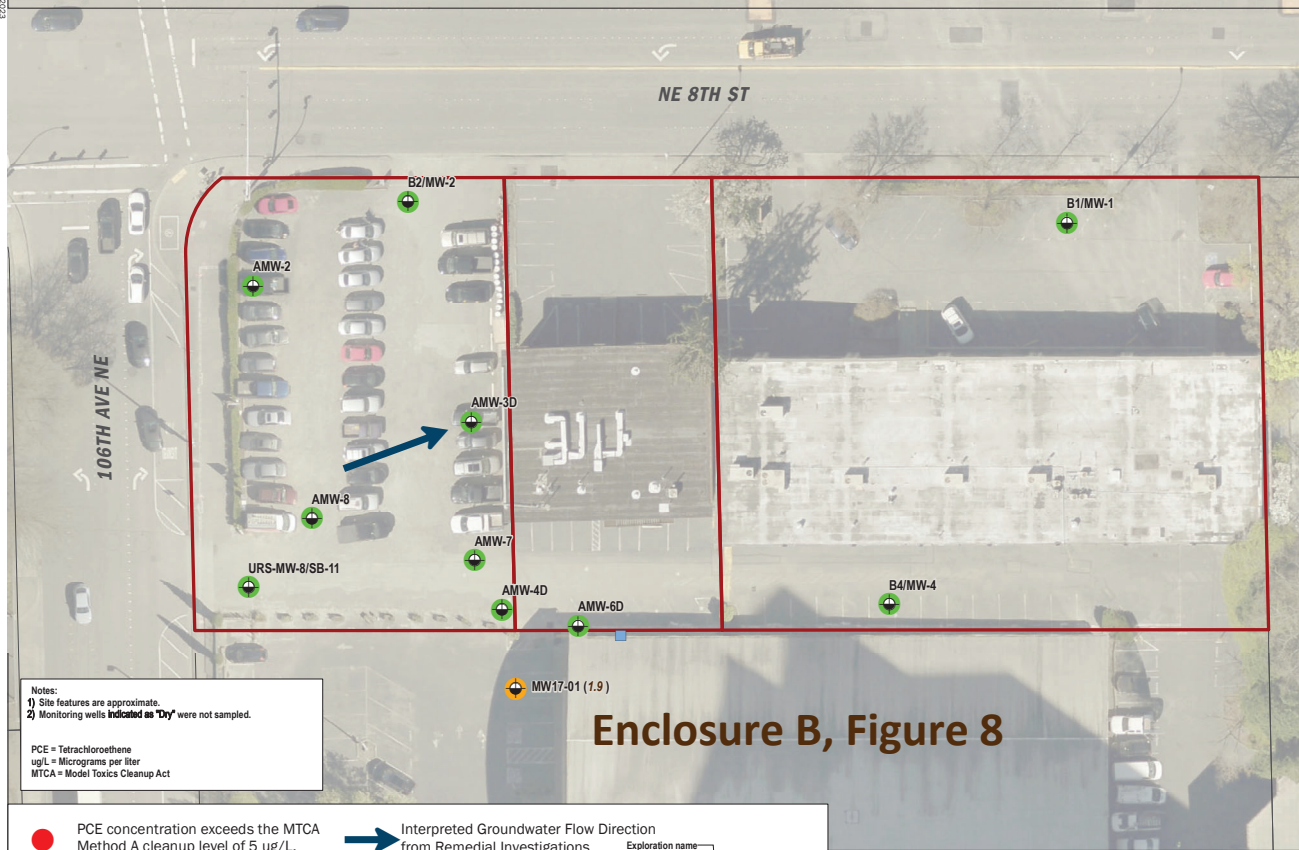 2023
NE 8TH ST
B2/MW-2
B1/MW-1
AMW-2
106TH AVE NE
AMW-3D
AMW-8
AMW-7
URS-MW-8/SB-11
AMW-4D
AMW-6D
B4/MW-4
MW17-01 (1.9 )
Enclosure B, Figure 8
Notes:
1) Site features are approximate.
2) Monitoring wells indicated as "Dry" were not sampled.
PCE = Tetrachloroethene
ug/L = Micrograms per liter
MTCA = Model Toxics Cleanup Act
PCE concentration exceeds the MTCA
Method A cleanup level of 5 ug/L.
Interpreted Groundwater Flow Direction
from Remedial Investigations
Exploration name